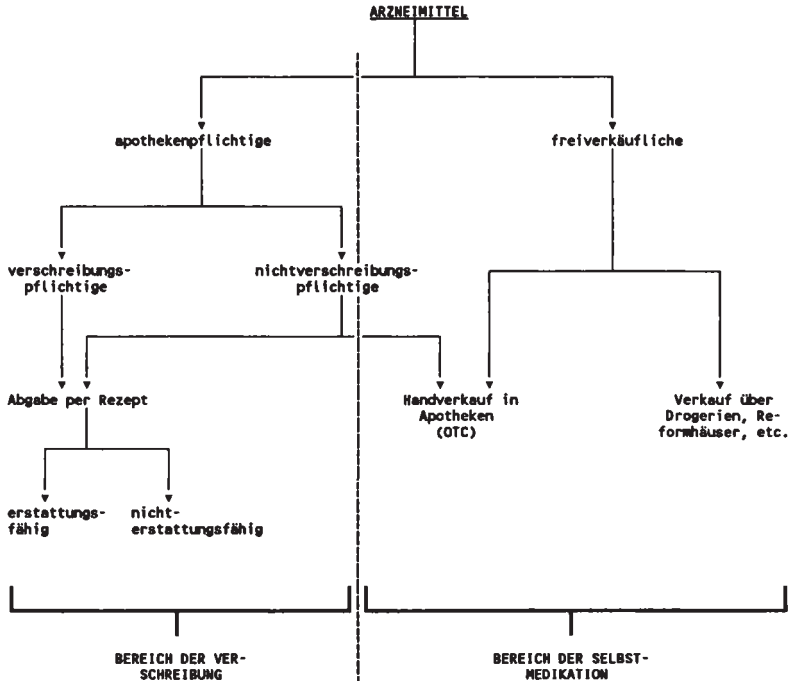 ARZNEIMITTEL
apothekenpflichtige
freiverkäufliche
verschreibungs-
pflichtige
nichtverschreibungs-
pflichtige
Abgabe per Rezept
Handverkauf in
Apotheken
(OTC)
Verkauf über
Drogerien, Re-
formhäuser, etc.
erstattungs-
fähig
nicht-
erstattungsfähig
BEREICH DER VER-
SCHREIBUNG
BEREICH DER SELBST-
MEDIKATION